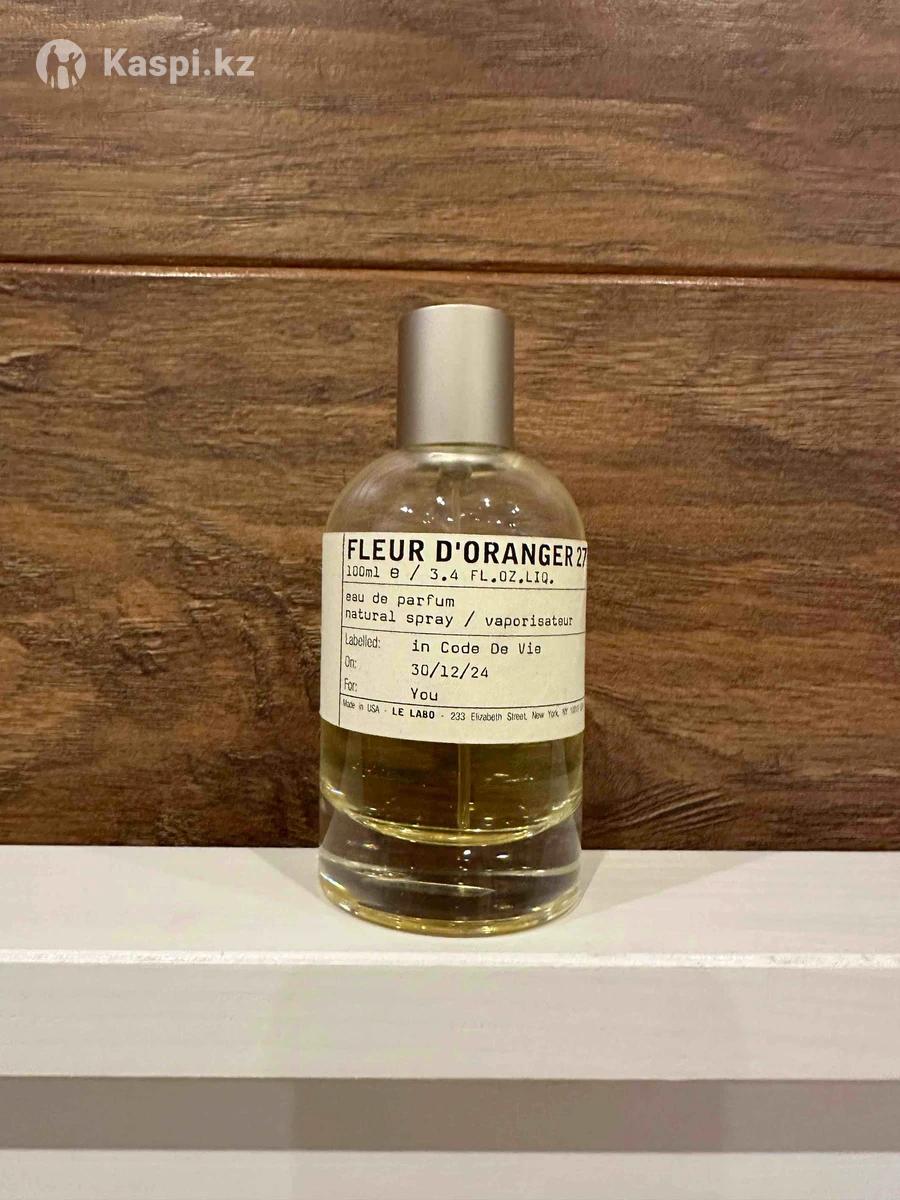 Kaspi.kz
FLEUR D'ORANGER 27
100ml e / 3.4 FL.OZ.LIQ.
eau de parfum
natural spray / vaporisateur
Labelled: in Code De Vie
On: 30/12/24
For: You
Made in USA - LE LABO - 233 Elizabeth Street, New York, NY